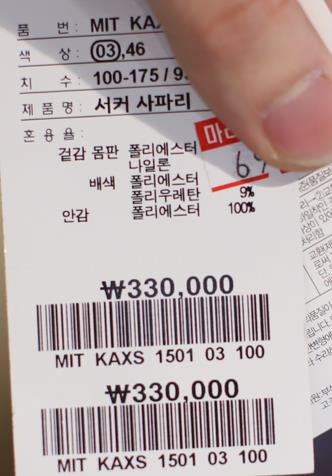 품 번 : MIT KAX
색 상 : 03,46
치 수 : 100-175 / 9
제 품 명 : 서커 사파리
혼 용 율 :
겉감 몸판 폴리에스터
나일론
배색 폴리에스터
폴리우레탄 9%
안감 폴리에스터 100%
₩330,000
MIT KAXS 1501 03 100
₩330,000
MIT KAXS 1501 03 100